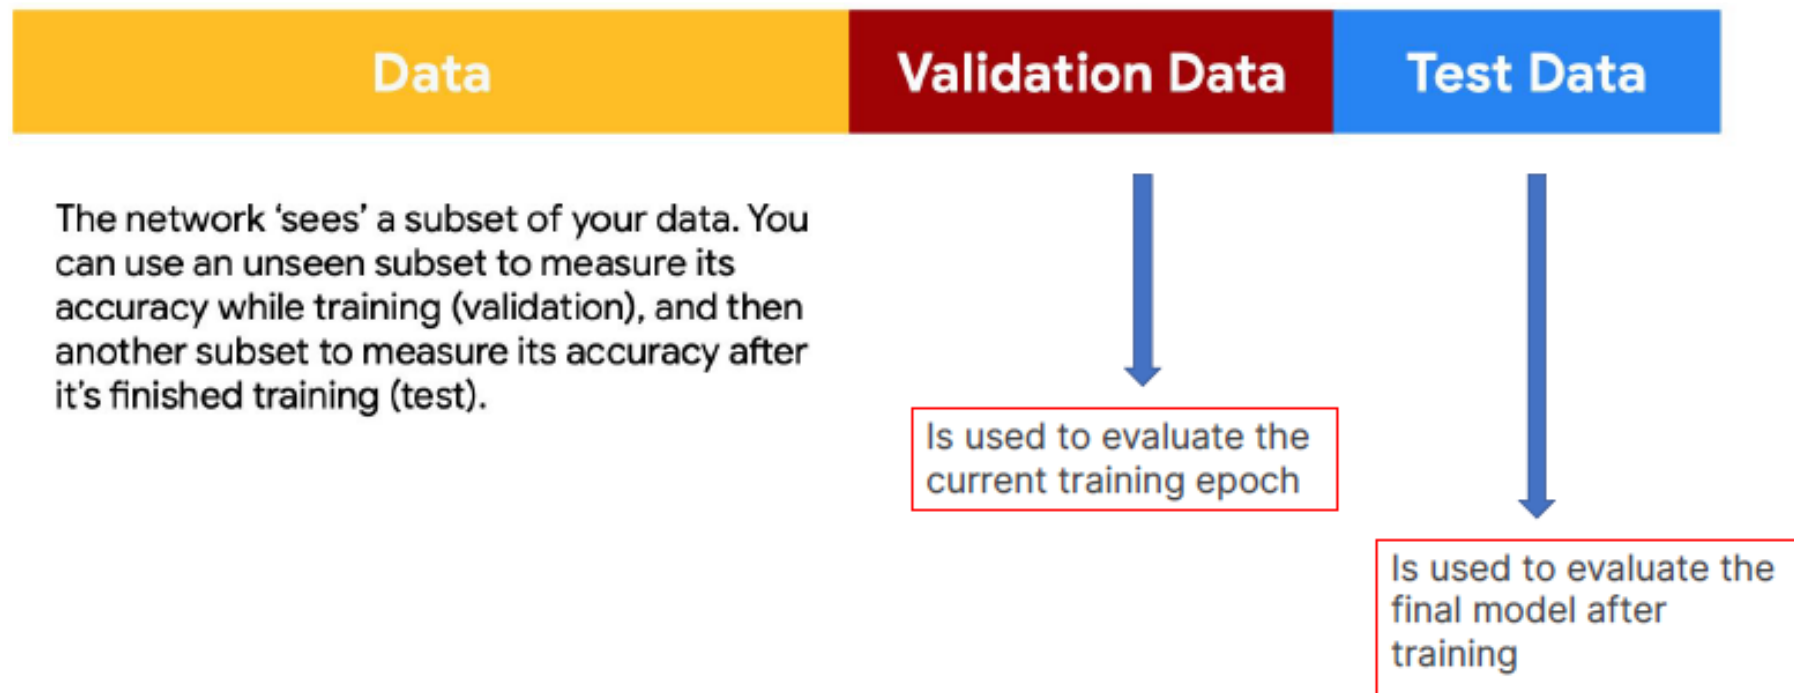 Data
Validation Data
Test Data
The network ‘sees’ a subset of your data. You
can use an unseen subset to measure its
accuracy while training (validation), and then
another subset to measure its accuracy after
it’s finished training (test).
Is used to evaluate the
current training epoch
Is used to evaluate the
final model after
training